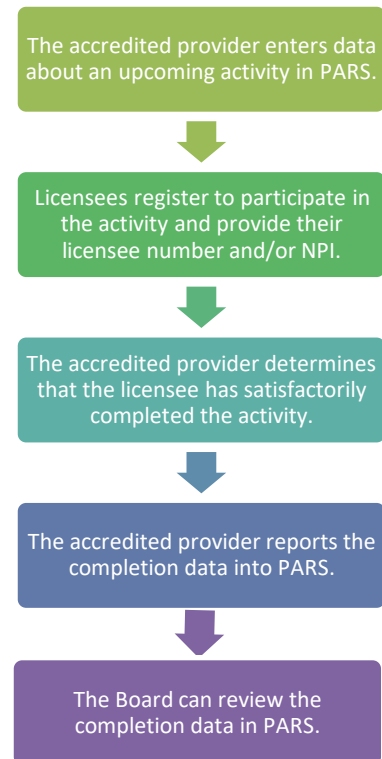 The accredited provider enters data
about an upcoming activity in PARS.
Licensees register to participate in
the activity and provide their
licensee number and/or NPI.
The accredited provider determines
that the licensee has satisfactorily
completed the activity.
The accredited provider reports the
completion data into PARS.
The Board can review the
completion data in PARS.